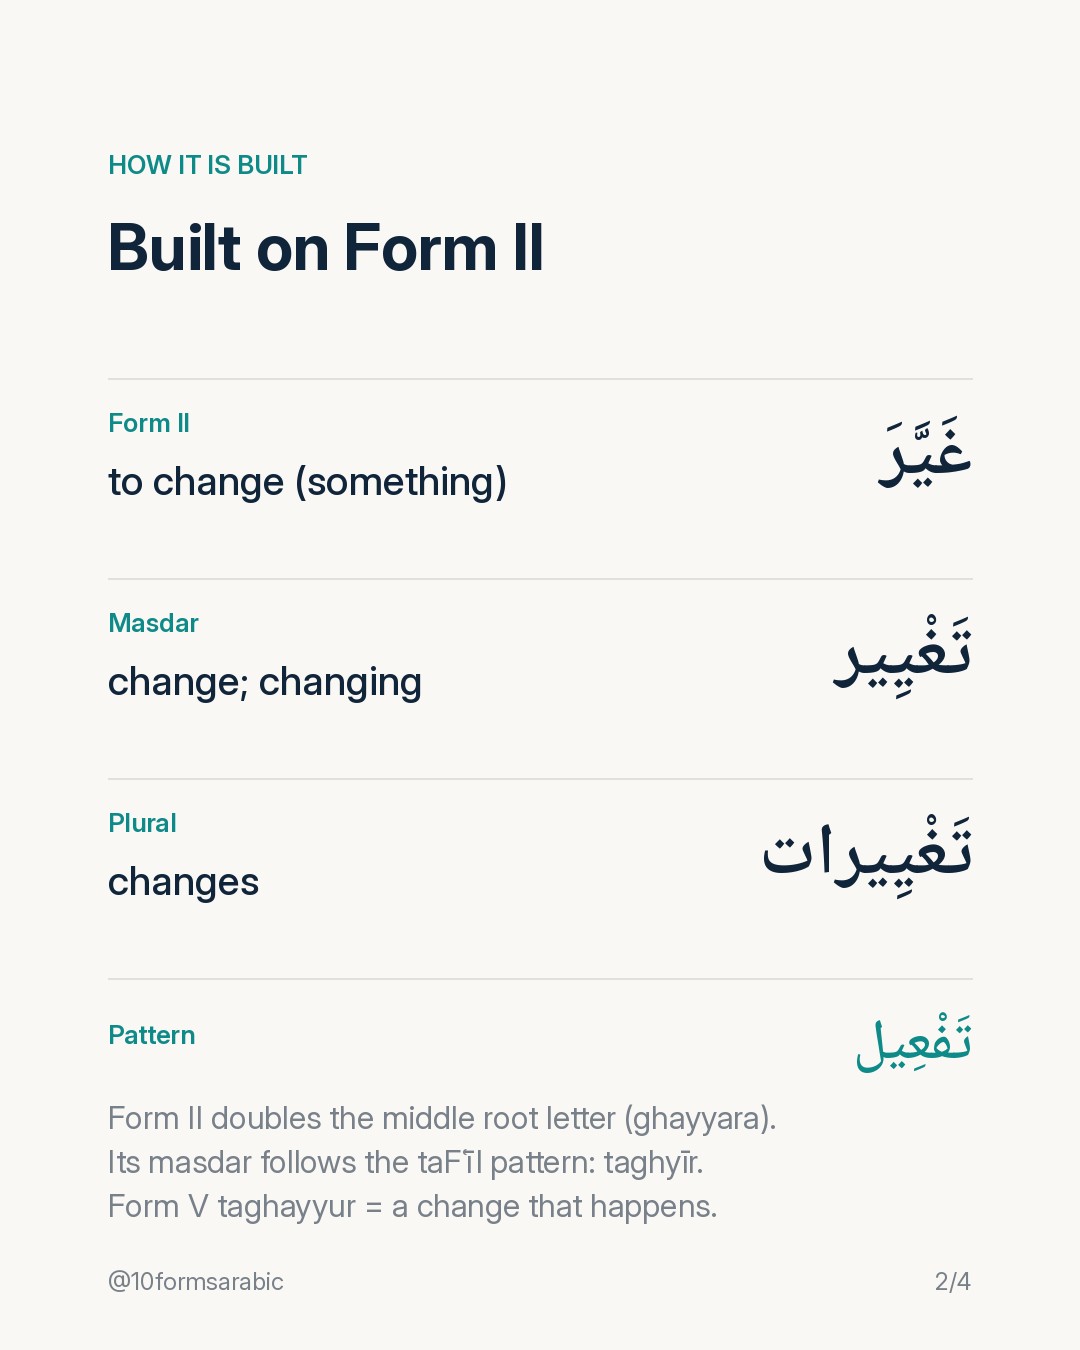 HOW IT IS BUILT
Built on Form II
Form II
to change (something)
غَيَّرَ
Masdar
change; changing
تَغْيِير
Plural
changes
تَغْيِيرات
Pattern
تَفْعِيل
Form II doubles the middle root letter (ghayyara).
Its masdar follows the taFʿīl pattern: taghyīr.
Form V taghayyur = a change that happens.
@10formsarabic
2/4